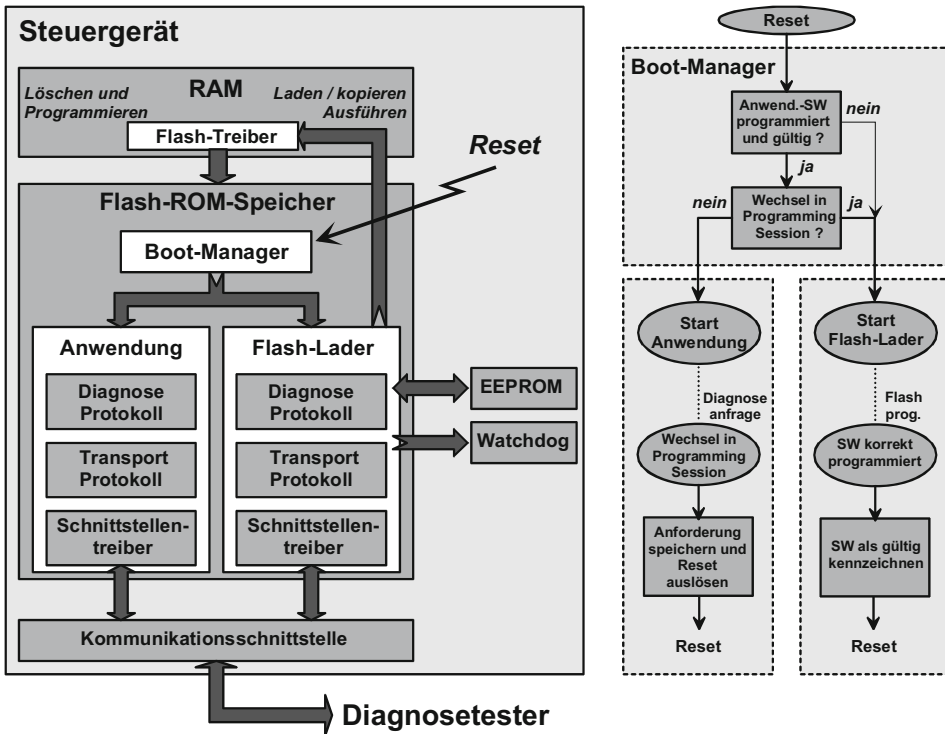 Steuergerät
RAM
Löschen und
Programmieren
Laden / kopieren
Ausführen
Flash-Treiber
Reset
Flash-ROM-Speicher
Boot-Manager
Anwendung
Diagnose
Protokoll
Transport
Protokoll
Schnittstellen-
treiber
Flash-Lader
Diagnose
Protokoll
Transport
Protokoll
Schnittstellen-
treiber
EEPROM
Watchdog
Kommunikationsschnittstelle
Diagnosetester
Reset
Boot-Manager
Anwend.-SW
programmiert
und gültig ?
nein
ja
nein
Wechsel in
Programming
Session ?
ja
Start
Anwendung
Diagnose
anfrage
Wechsel in
Programming
Session
Anforderung
speichern und
Reset
auslösen
Reset
Start
Flash-Lader
Flash
prog.
SW korrekt
programmiert
SW als gültig
kennzeichnen
Reset